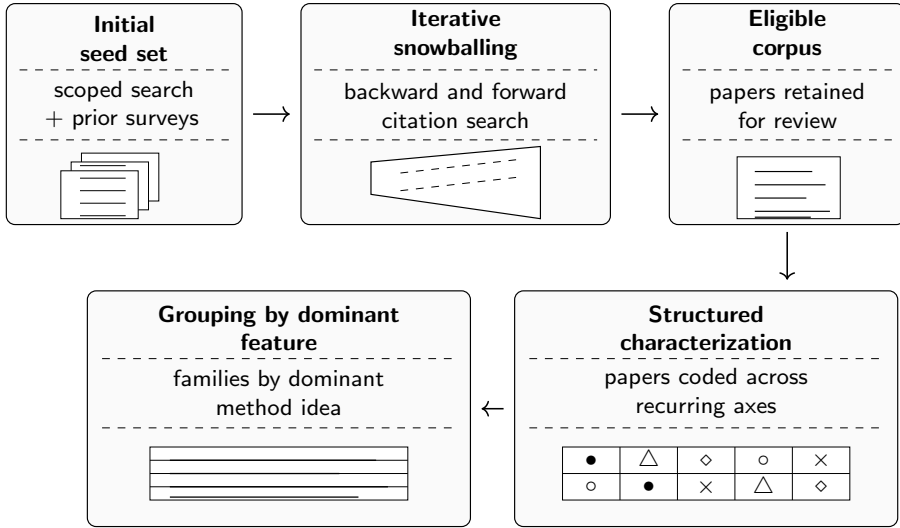 Initial
seed set
scoped search
+ prior surveys
Iterative
snowballing
backward and forward
citation search
Eligible
corpus
papers retained
for review
Grouping by dominant
feature
families by dominant
method idea
Structured
characterization
papers coded across
recurring axes